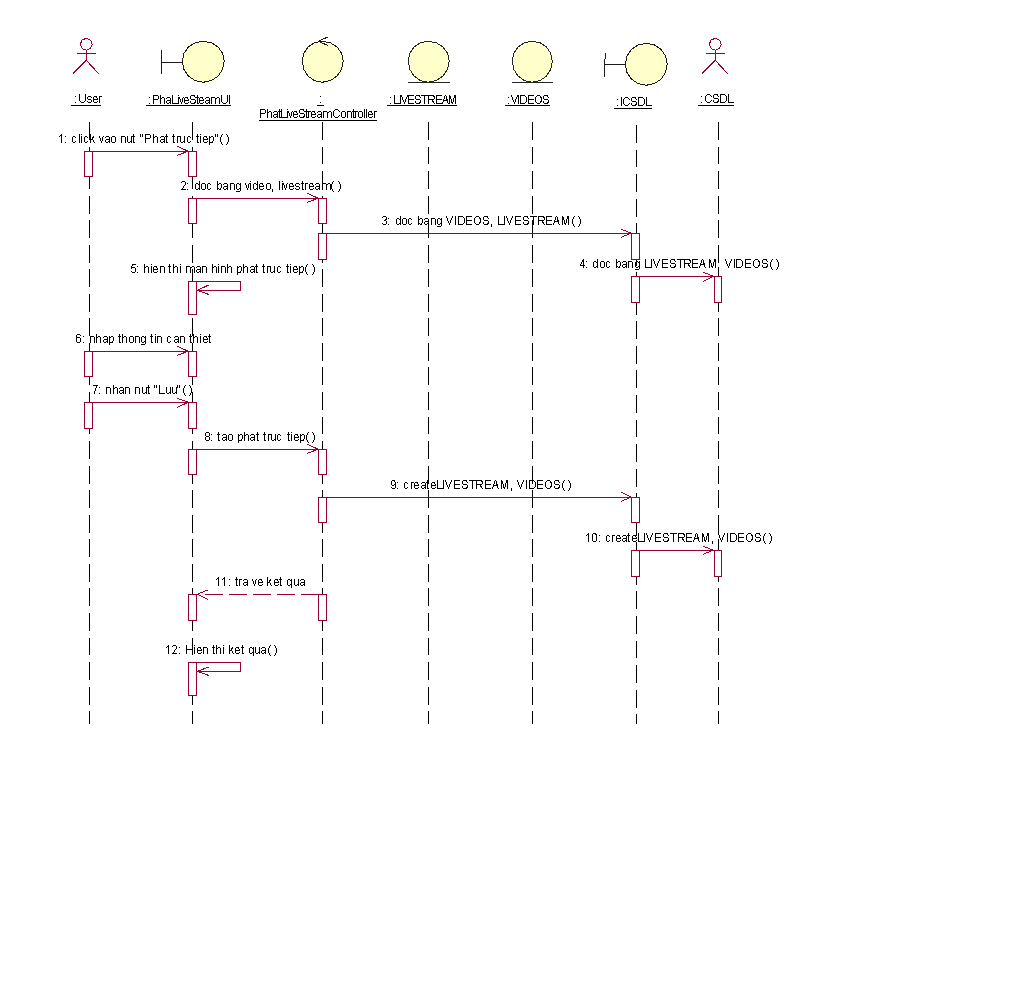 : User
: PhaLiveSteamUI
:
PhatLiveStreamController
: LIVESTREAM
: VIDEOS
: ICSDL
: CSDL
1: click vao nut "Phat truc tiep"( )
2: doc bang video, livestream( )
3: doc bang VIDEOS, LIVESTREAM( )
4: doc bang LIVESTREAM, VIDEOS( )
5: hien thi man hinh phat truc tiep( )
6: nhap thong tin can thiet
7: nhan nut "Luu"( )
8: tao phat truc tiep( )
9: createLIVESTREAM, VIDEOS( )
10: createLIVESTREAM, VIDEOS( )
11: tra ve ket qua
12: Hien thi ket qua( )